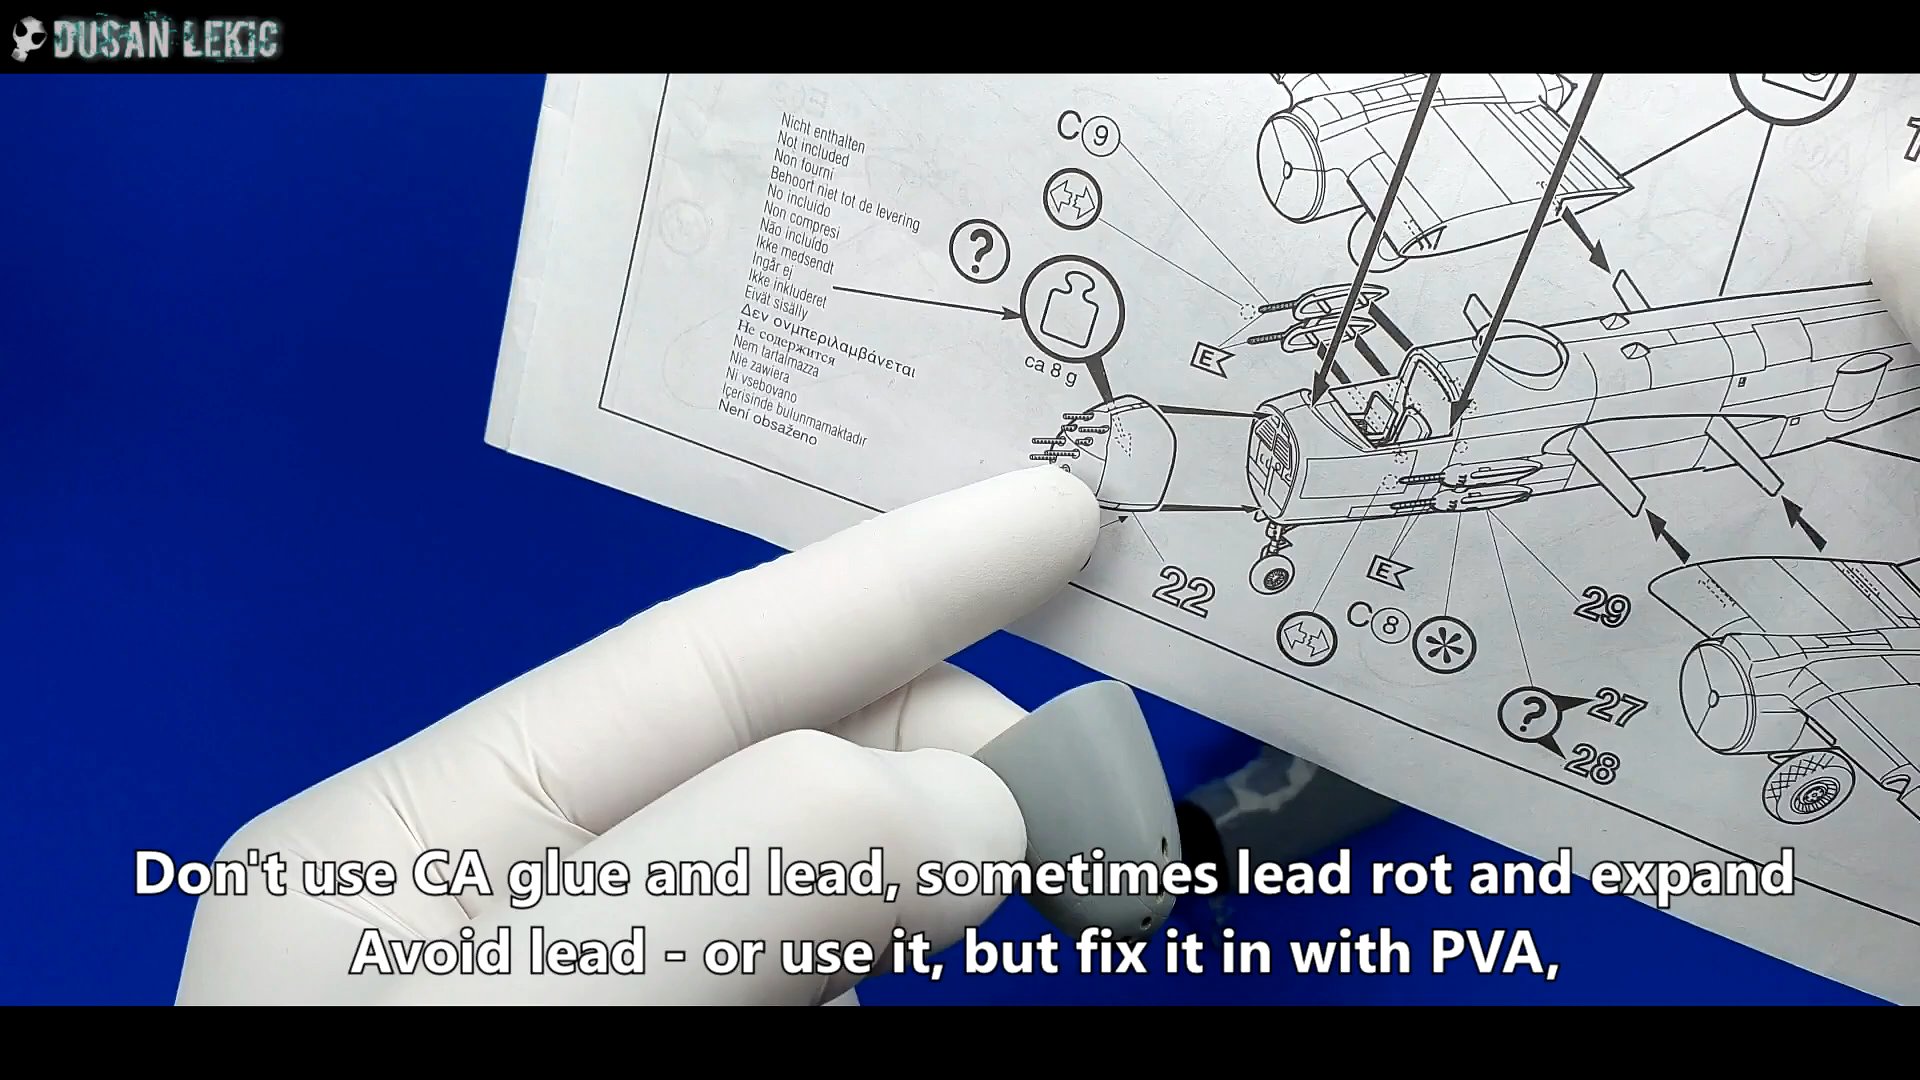 DUSAN LEKIC
Nicht enthalten
Not included
Non fourni
Behoort niet tot de levering
No incluido
Non compresi
Não incluído
Ikke medsendt
Ingår ej
Ikke inkluderet
Eivät sisälly
Δεν ονμπεριλαμβάνεται
Не содержится
Nem tartalmazza
Nie zawiera
Ni vsebovano
İçerisinde bulunmamaktadır
Není obsaženo
C 9
?
ca 8 g
E
E
22
C 8
29
?
27
28
Don't use CA glue and lead, sometimes lead rot and expand
Avoid lead - or use it, but fix it in with PVA,